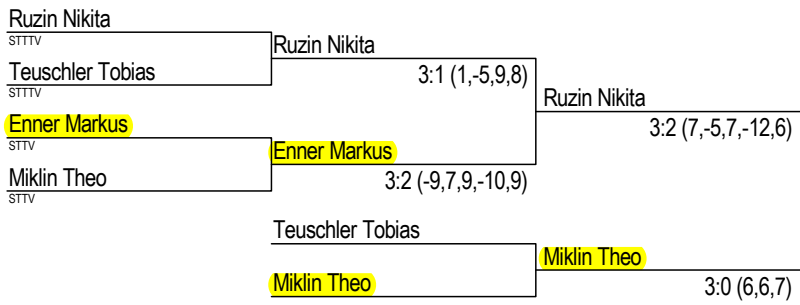 Ruzin Nikita
STTTV
Ruzin Nikita
Teuschler Tobias
3:1 (1,-5,9,8)
STTTV
Ruzin Nikita
Enner Markus
3:2 (7,-5,7,-12,6)
STTV
Enner Markus
Miklin Theo
3:2 (-9,7,9,-10,9)
STTV
Teuschler Tobias
Miklin Theo
Miklin Theo
3:0 (6,6,7)